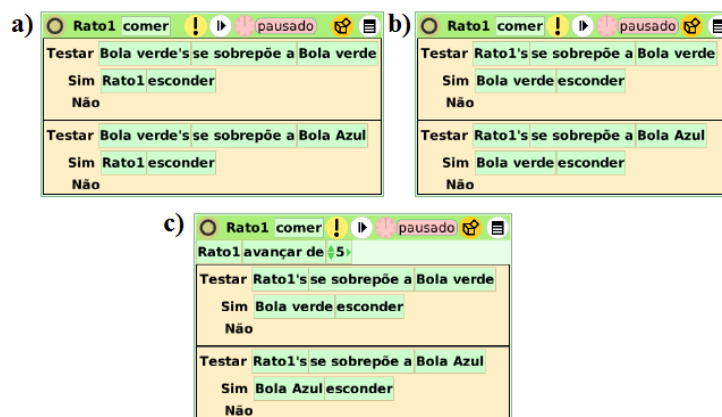 a)
Rato1 comer ! pausado
Testar Bola verde's se sobrepõe a Bola verde
Sim Rato1 esconder
Não
Testar Bola verde's se sobrepõe a Bola Azul
Sim Rato1 esconder
Não
b)
Rato1 comer ! pausado
Testar Rato1's se sobrepõe a Bola verde
Sim Bola verde esconder
Não
Testar Rato1's se sobrepõe a Bola Azul
Sim Bola verde esconder
Não
c)
Rato1 comer ! pausado
Rato1 avançar de 5
Testar Rato1's se sobrepõe a Bola verde
Sim Bola verde esconder
Não
Testar Rato1's se sobrepõe a Bola Azul
Sim Bola Azul esconder
Não